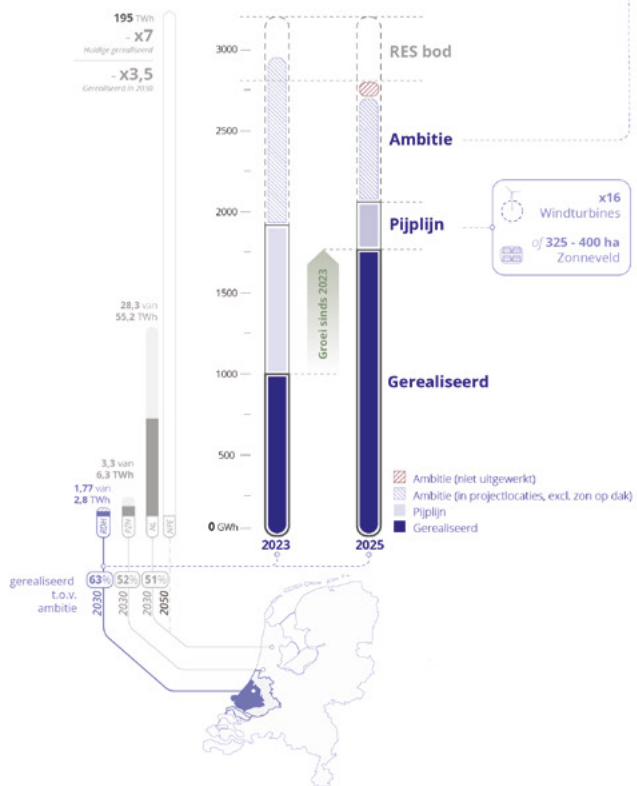 195 TWh
- x7
Huidige gerealiseerd
- x3,5
Gerealiseerd in 2030
3000
2500
2000
1500
1000
500
0 GWh
RES bod
Ambitie
Pijplijn
Gerealiseerd
Groei sinds 2023
x16
Windturbines
of 325 - 400 ha
Zonneveld
28,3 van
55,2 TWh
3,3 van
6,3 TWh
1,77 van
2,8 TWh
RDH
PZH
NL
NPE
2023
2025
Ambitie (niet uitgewerkt)
Ambitie (in projectlocaties, excl. zon op dak)
Pijplijn
Gerealiseerd
gerealiseerd
t.o.v.
ambitie
63%
52%
51%
2030
2030
2030
2050